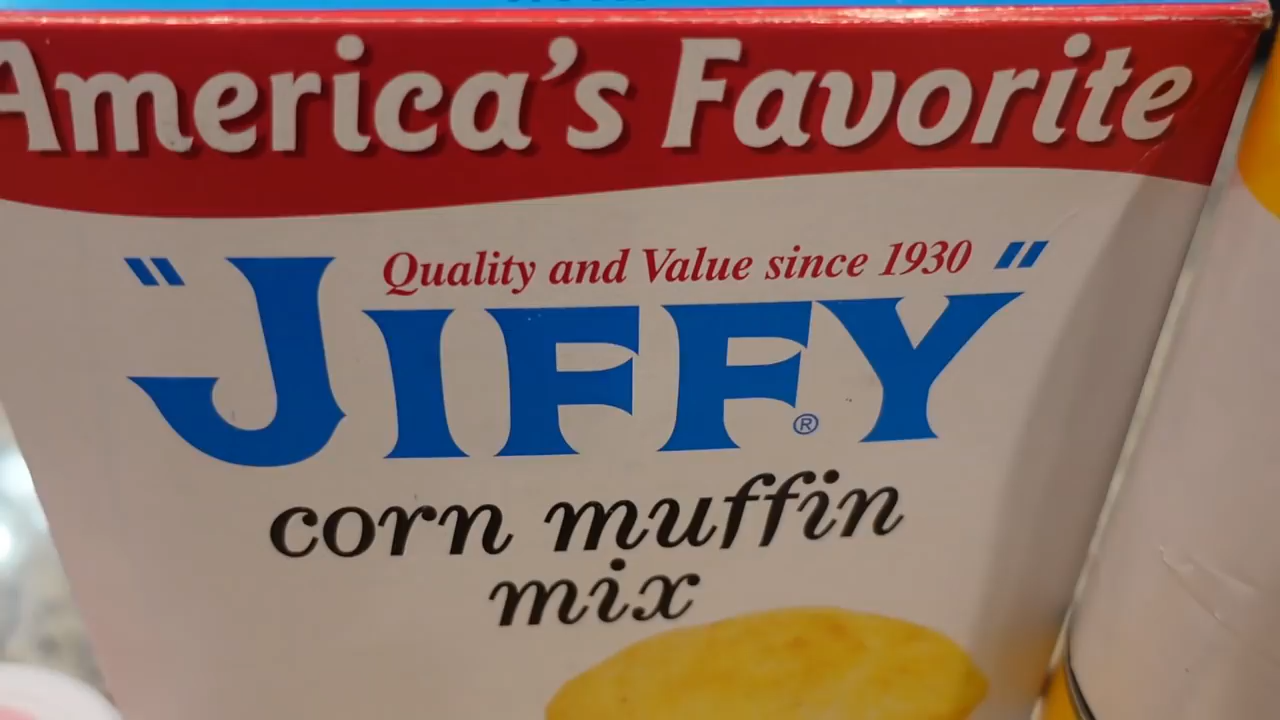 America's Favorite
Quality and Value since 1930
"JIFFY"®
corn muffin
mix